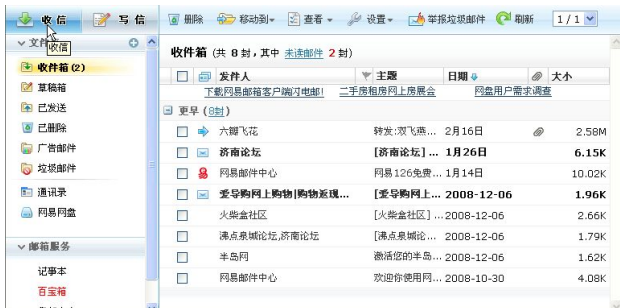 收信 写信 删除 移动到 查看 设置 举报垃圾邮件 刷新 1/1
文件
收信
收件箱(2)
草稿箱
已发送
已删除
广告邮件
垃圾邮件
通讯录
网易网盘
邮箱服务
记事本
百宝箱
收件箱 (共 8 封,其中 未读邮件 2 封)
发件人 主题 日期 大小
下载网易邮箱客户端闪电邮! 二手房租房网上房展会 网盘用户需求调查
更早 (8封)
六翼飞花 转发:双飞燕... 2月16日 2.58M
济南论坛 [济南论坛]... 1月26日 6.15K
网易邮件中心 网易126免费... 1月14日 10.02K
爱导购网上购物|购物返现... [爱导购网上... 2008-12-06 1.96K
火柴盒社区 [火柴盒社区]... 2008-12-06 2.66K
沸点泉城论坛,济南论坛 [沸点泉城论... 2008-12-06 1.79K
半岛网 激活您的半岛... 2008-12-06 1.62K
网易邮件中心 欢迎你使用网... 2008-10-30 4.08K